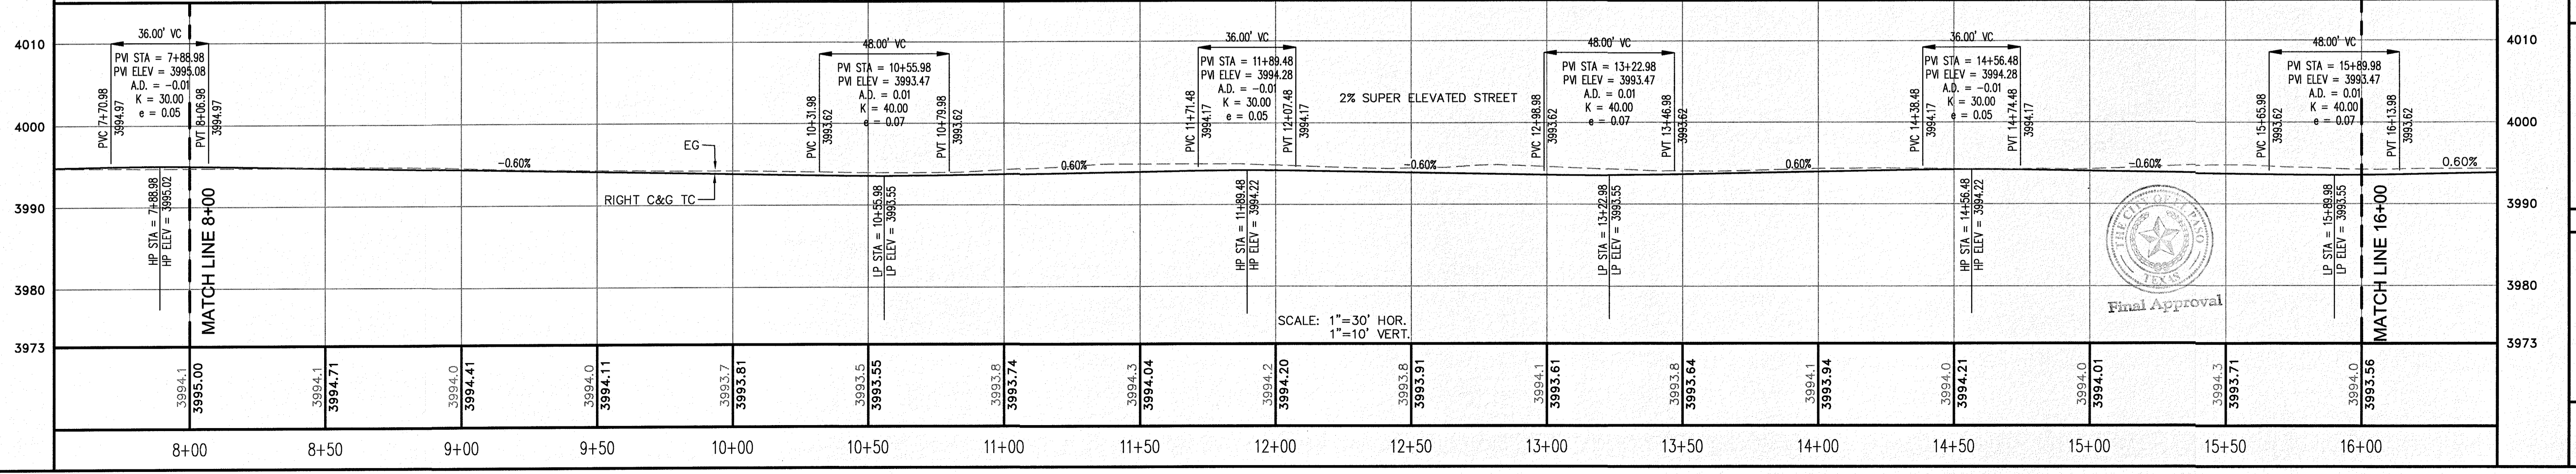 4010
4000
3990
3980
3973
36.00' VC
PVI STA = 7+88.98
PVI ELEV = 3995.08
A.D. = -0.01
K = 30.00
e = 0.05
PVC 7+70.98
3994.97
PVT 8+06.98
3994.97
48.00' VC
PVI STA = 10+55.98
PVI ELEV = 3993.47
A.D. = 0.01
K = 40.00
e = 0.07
PVC 10+31.98
3993.62
PVT 10+79.98
3993.62
36.00' VC
PVI STA = 11+89.48
PVI ELEV = 3994.28
A.D. = -0.01
K = 30.00
e = 0.05
PVC 11+71.48
3994.17
PVT 12+07.48
3994.17
2% SUPER ELEVATED STREET
48.00' VC
PVI STA = 13+22.98
PVI ELEV = 3993.47
A.D. = 0.01
K = 40.00
e = 0.07
PVC 12+98.98
3993.62
PVT 13+46.98
3993.62
36.00' VC
PVI STA = 14+56.48
PVI ELEV = 3994.28
A.D. = -0.01
K = 30.00
e = 0.05
PVC 14+38.48
3994.17
PVT 14+74.48
3994.17
48.00' VC
PVI STA = 15+89.98
PVI ELEV = 3993.47
A.D. = 0.01
K = 40.00
e = 0.07
PVC 15+65.98
3993.62
PVT 16+13.98
3993.62
4010
4000
3990
3980
3973
EG
RIGHT C&G TC
-0.60%
0.60%
-0.60%
0.60%
-0.60%
0.60%
HP STA = 7+88.98
HP ELEV = 3995.02
MATCH LINE 8+00
LP STA = 10+55.98
LP ELEV = 3993.55
HP STA = 11+89.48
HP ELEV = 3994.22
LP STA = 13+22.98
LP ELEV = 3993.55
HP STA = 14+56.48
HP ELEV = 3994.22
THE CITY OF EL PASO
TEXAS
Final Approval
LP STA = 15+89.98
LP ELEV = 3993.55
MATCH LINE 16+00
SCALE: 1"=30' HOR.
1"=10' VERT.
3994.1
3995.00
3994.1
3994.71
3994.0
3994.41
3994.0
3994.11
3993.7
3993.81
3993.5
3993.55
3993.8
3993.74
3994.3
3994.04
3994.2
3994.20
3993.8
3993.91
3994.1
3993.61
3993.8
3993.64
3994.1
3993.94
3994.0
3994.21
3994.0
3994.01
3994.3
3993.71
3994.0
3993.56
8+00
8+50
9+00
9+50
10+00
10+50
11+00
11+50
12+00
12+50
13+00
13+50
14+00
14+50
15+00
15+50
16+00